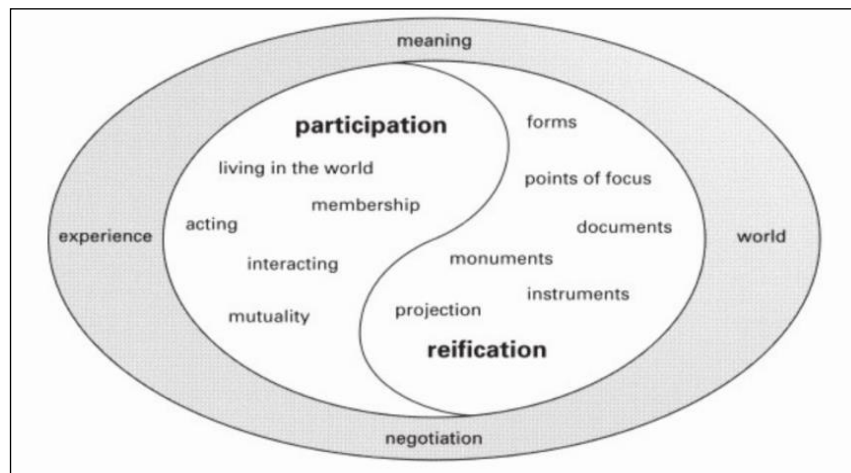 meaning
participation
forms
living in the world
points of focus
membership
acting
documents
experience
world
interacting
monuments
instruments
mutuality
projection
reification
negotiation